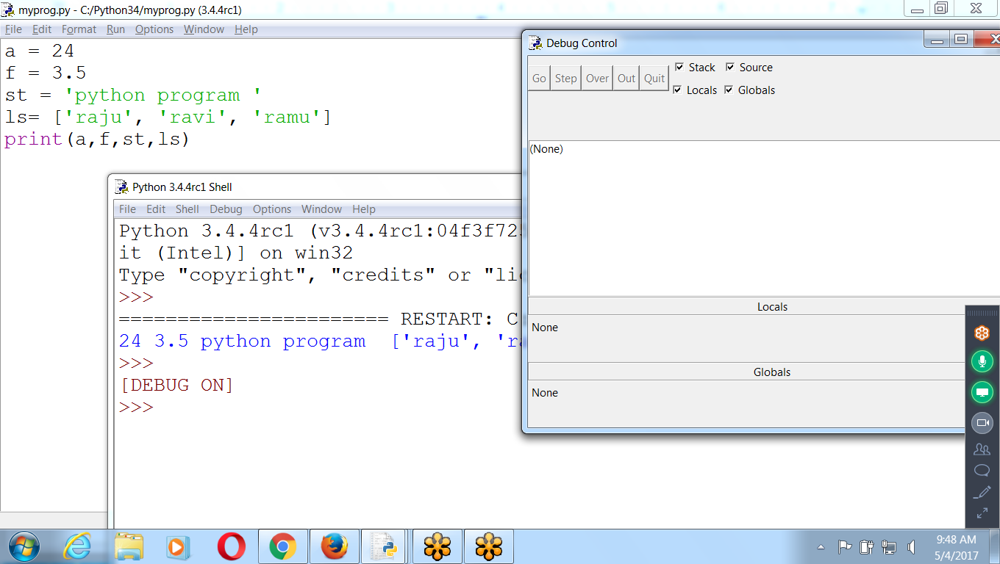 myprog.py - C:/Python34/myprog.py (3.4.4rc1)
File Edit Format Run Options Window Help
a = 24
f = 3.5
st = 'python program '
ls= ['raju', 'ravi', 'ramu']
print(a,f,st,ls)
Python 3.4.4rc1 Shell
File Edit Shell Debug Options Window Help
Python 3.4.4rc1 (v3.4.4rc1:04f3f72
it (Intel)] on win32
Type "copyright", "credits" or "li
>>>
======================= RESTART: C
24 3.5 python program  ['raju', 'ra
>>>
[DEBUG ON]
>>>
Debug Control
Go Step Over Out Quit
Stack Source
Locals Globals
(None)
Locals
None
Globals
None
9:48 AM
5/4/2017